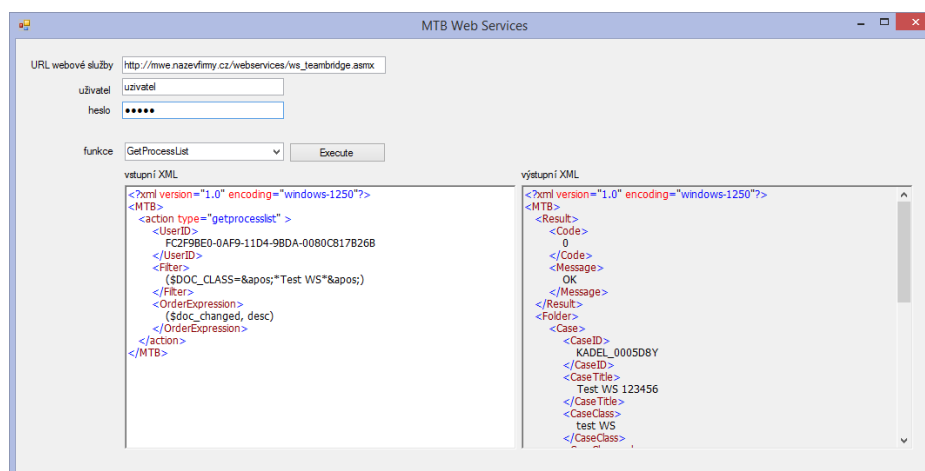 MTB Web Services
URL webové služby http://mwe.nazevfirmy.cz/webservices/ws_teambridge.asmx
uživatel uzivatel
heslo •••••
funkce GetProcessList Execute
vstupní XML
<?xml version="1.0" encoding="windows-1250"?>
<MTB>
<action type="getprocesslist" >
<UserID>
FC2F9BE0-0AF9-11D4-9BDA-0080C817B26B
</UserID>
<Filter>
($DOC_CLASS=&apos;*Test WS*&apos;)
</Filter>
<OrderExpression>
($doc_changed, desc)
</OrderExpression>
</action>
</MTB>
výstupní XML
<?xml version="1.0" encoding="windows-1250"?>
<MTB>
<Result>
<Code>
0
</Code>
<Message>
OK
</Message>
</Result>
<Folder>
<Case>
<CaseID>
KADEL_0005D8Y
</CaseID>
<CaseTitle>
Test WS 123456
</CaseTitle>
<CaseClass>
test WS
</CaseClass>